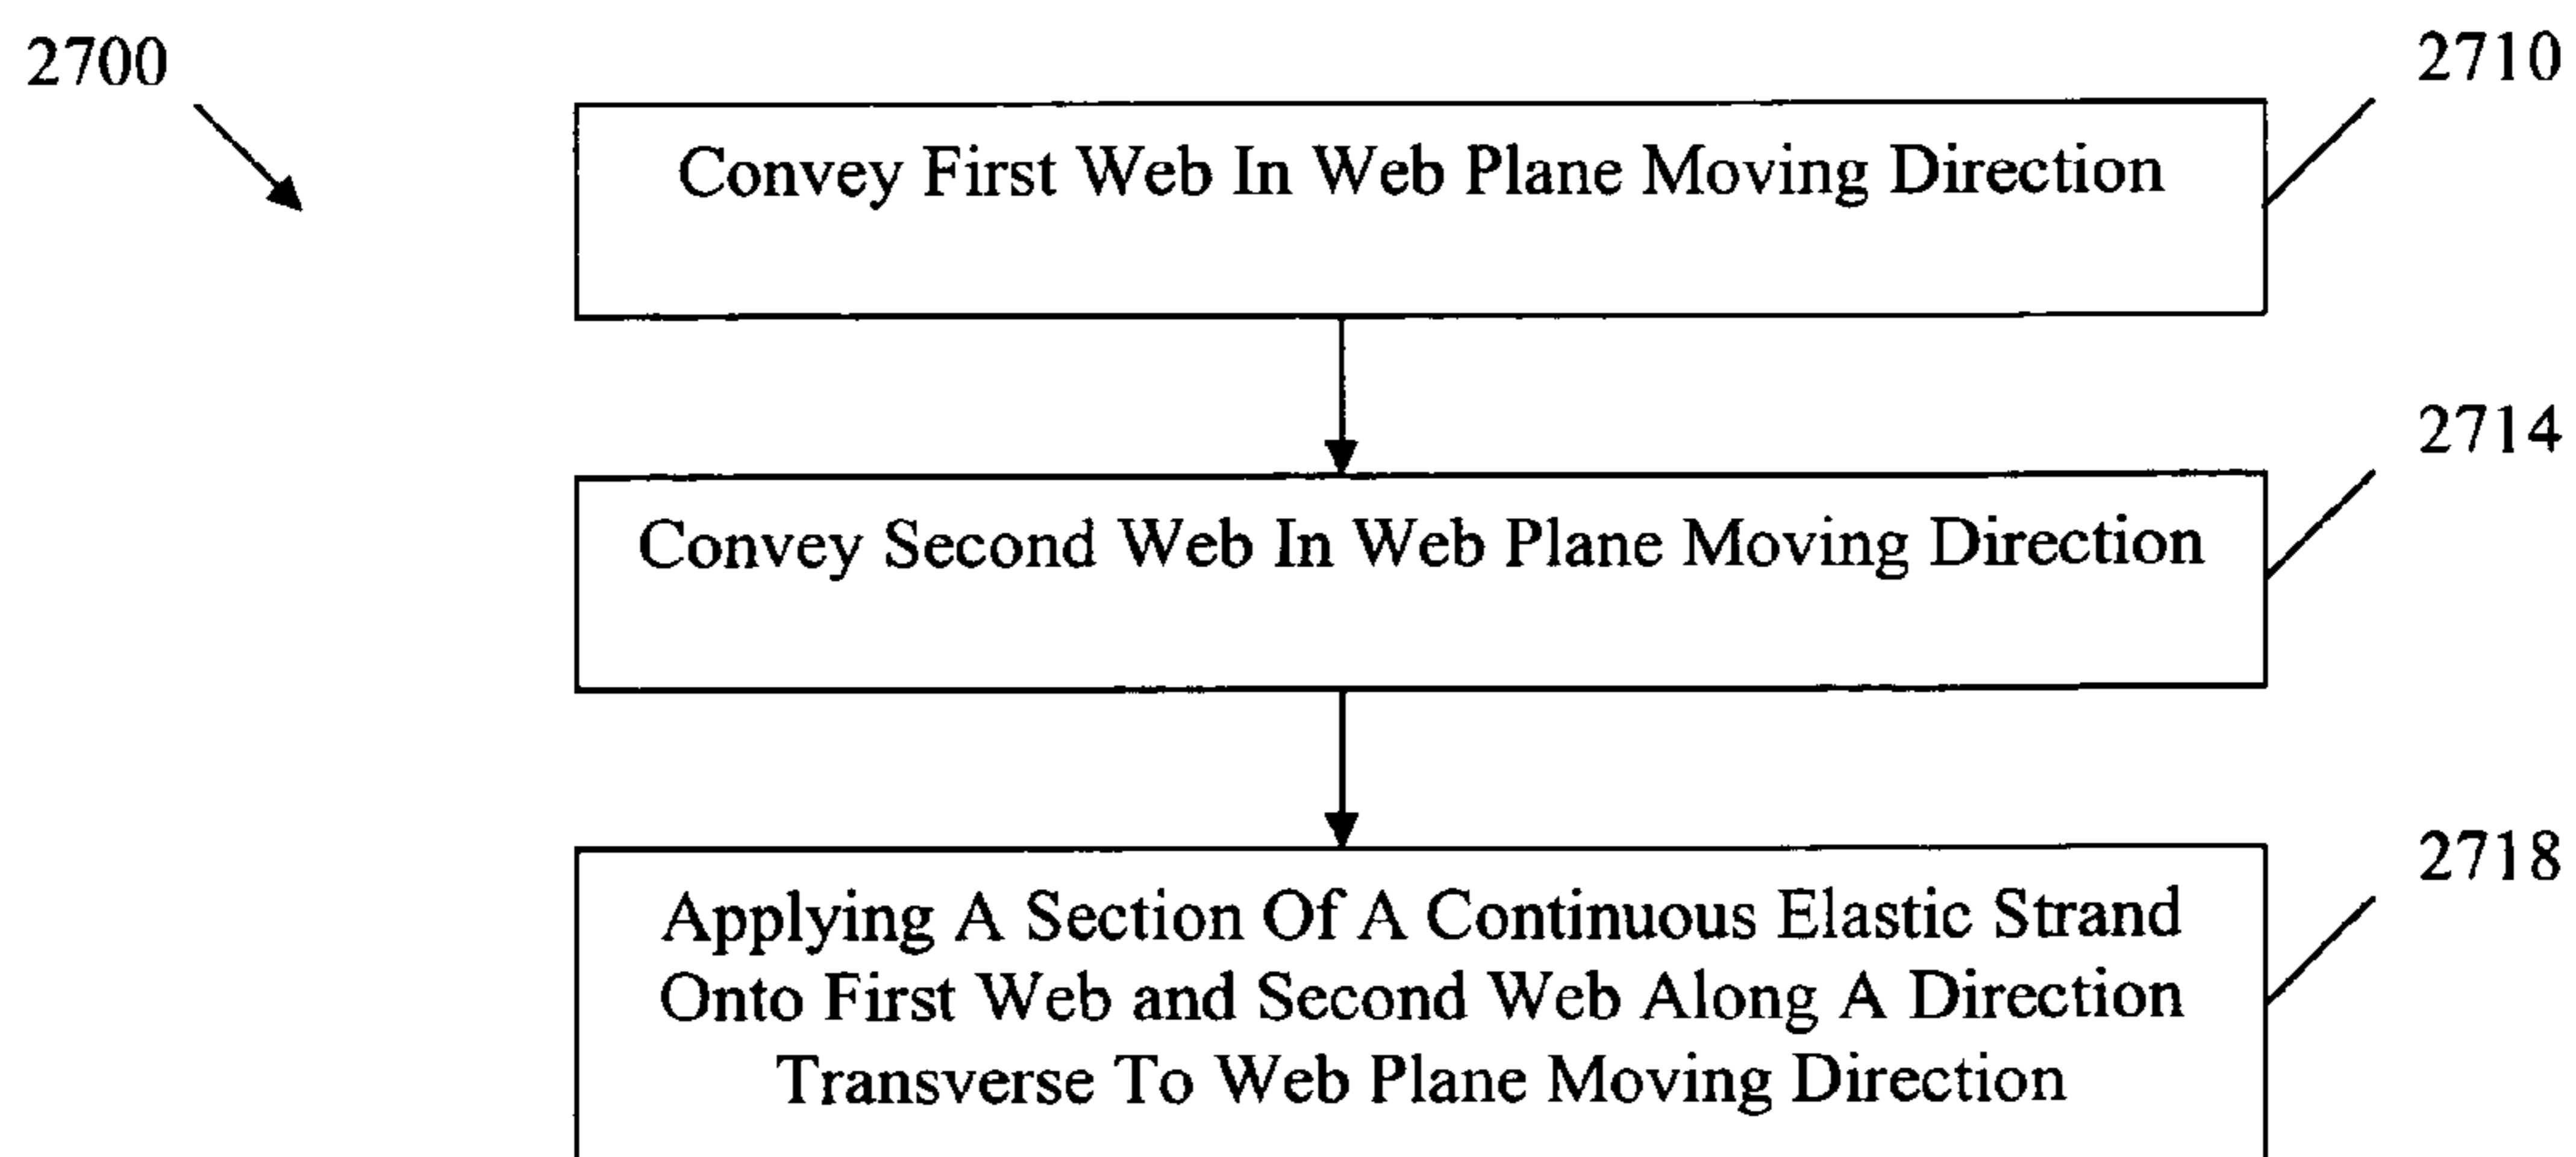 2700
2710
Convey First Web In Web Plane Moving Direction
2714
Convey Second Web In Web Plane Moving Direction
2718
Applying A Section Of A Continuous Elastic Strand
Onto First Web and Second Web Along A Direction
Transverse To Web Plane Moving Direction